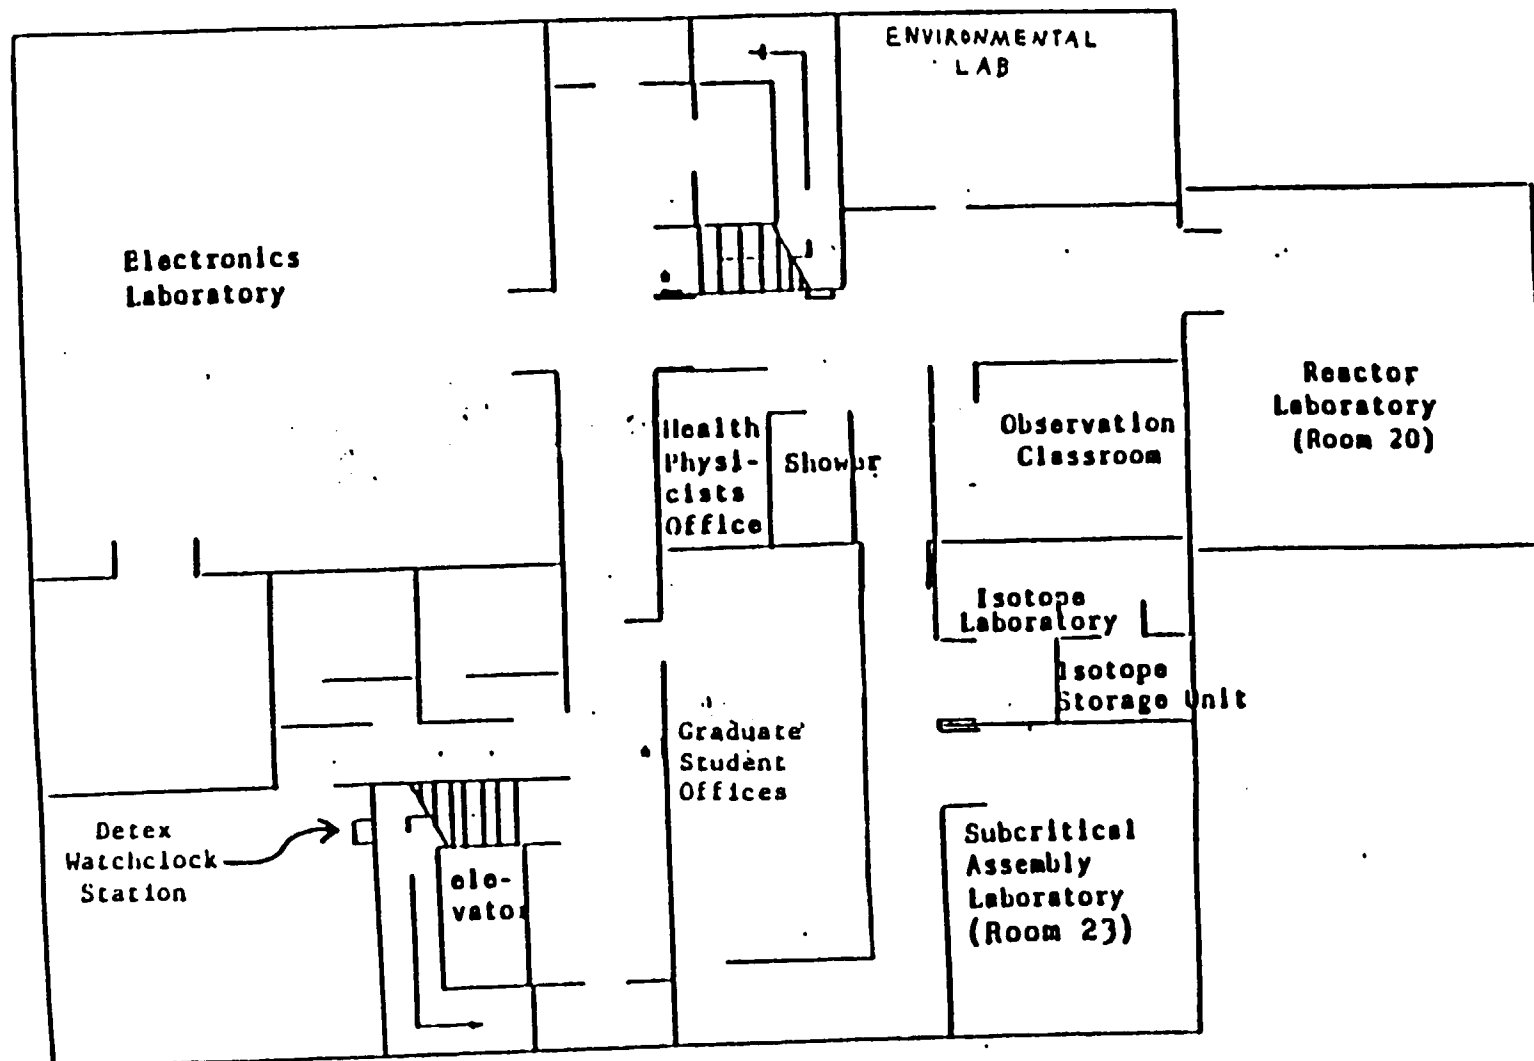 ENVIRONMENTAL
LAB
Electronics
Laboratory
Reactor
Laboratory
(Room 20)
Health
Physi-
cists
Office
Shower
Observation
Classroom
Isotope
Laboratory
Isotope
Storage Unit
Graduate
Student
Offices
Detex
Watchclock
Station
ele-
vator
Subcritical
Assembly
Laboratory
(Room 23)